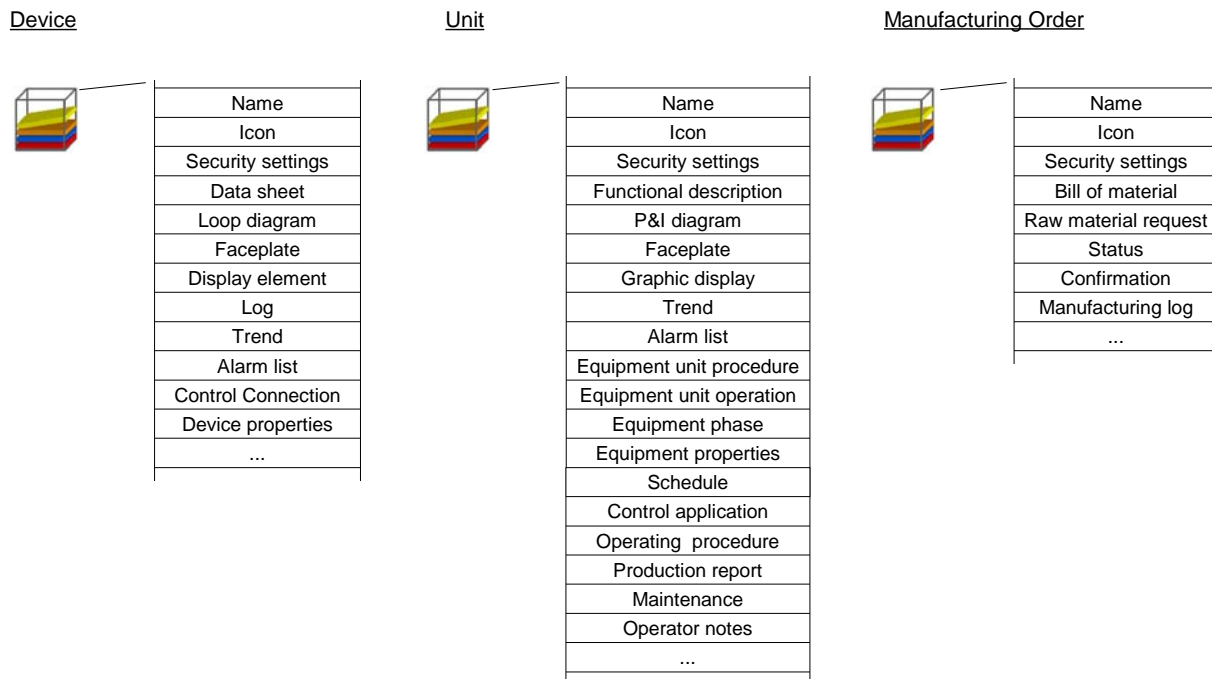 Device
Name
Icon
Security settings
Data sheet
Loop diagram
Faceplate
Display element
Log
Trend
Alarm list
Control Connection
Device properties
...
Unit
Name
Icon
Security settings
Functional description
P&I diagram
Faceplate
Graphic display
Trend
Alarm list
Equipment unit procedure
Equipment unit operation
Equipment phase
Equipment properties
Schedule
Control application
Operating procedure
Production report
Maintenance
Operator notes
...
Manufacturing Order
Name
Icon
Security settings
Bill of material
Raw material request
Status
Confirmation
Manufacturing log
...